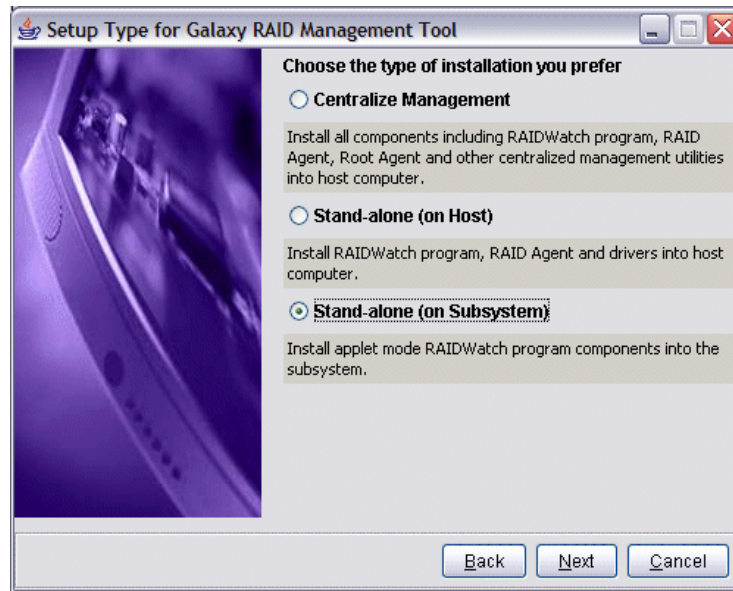 Setup Type for Galaxy RAID Management Tool
Choose the type of installation you prefer
Centralize Management
Install all components including RAIDWatch program, RAID
Agent, Root Agent and other centralized management utilities
into host computer.
Stand-alone (on Host)
Install RAIDWatch program, RAID Agent and drivers into host
computer.
Stand-alone (on Subsystem)
Install applet mode RAIDWatch program components into the
subsystem.
Back Next Cancel